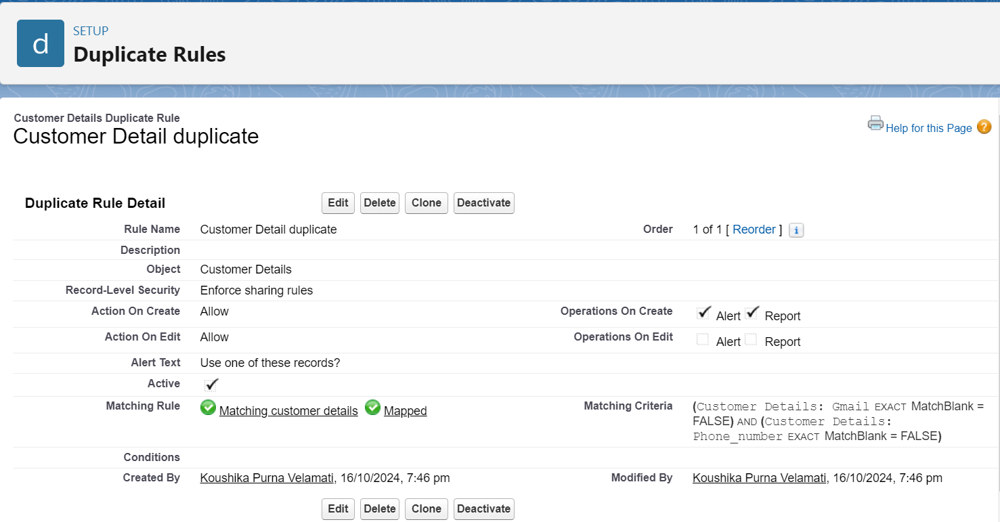 d
SETUP
Duplicate Rules
Customer Details Duplicate Rule
Customer Detail duplicate
Help for this Page ?
Duplicate Rule Detail Edit Delete Clone Deactivate
Rule Name Customer Detail duplicate Order 1 of 1 [ Reorder ] i
Description
Object Customer Details
Record-Level Security Enforce sharing rules
Action On Create Allow Operations On Create Alert Report
Action On Edit Allow Operations On Edit Alert Report
Alert Text Use one of these records?
Active
Matching Rule Matching customer details Mapped Matching Criteria (Customer Details: Gmail EXACT MatchBlank =
FALSE) AND (Customer Details:
Phone_number EXACT MatchBlank = FALSE)
Conditions
Created By Koushika Purna Velamati, 16/10/2024, 7:46 pm Modified By Koushika Purna Velamati, 16/10/2024, 7:46 pm
Edit Delete Clone Deactivate